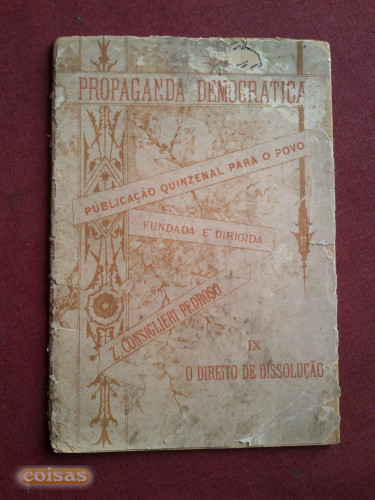 PROPAGANDA DEMOCRATICA
PUBLICAÇÃO QUINZENAL PARA O POVO
FUNDADA E DIRIGIDA
Z. CONSIGLIERI PEDROSO
IX
O DIREITO DE DISSOLUÇÃO
coisas